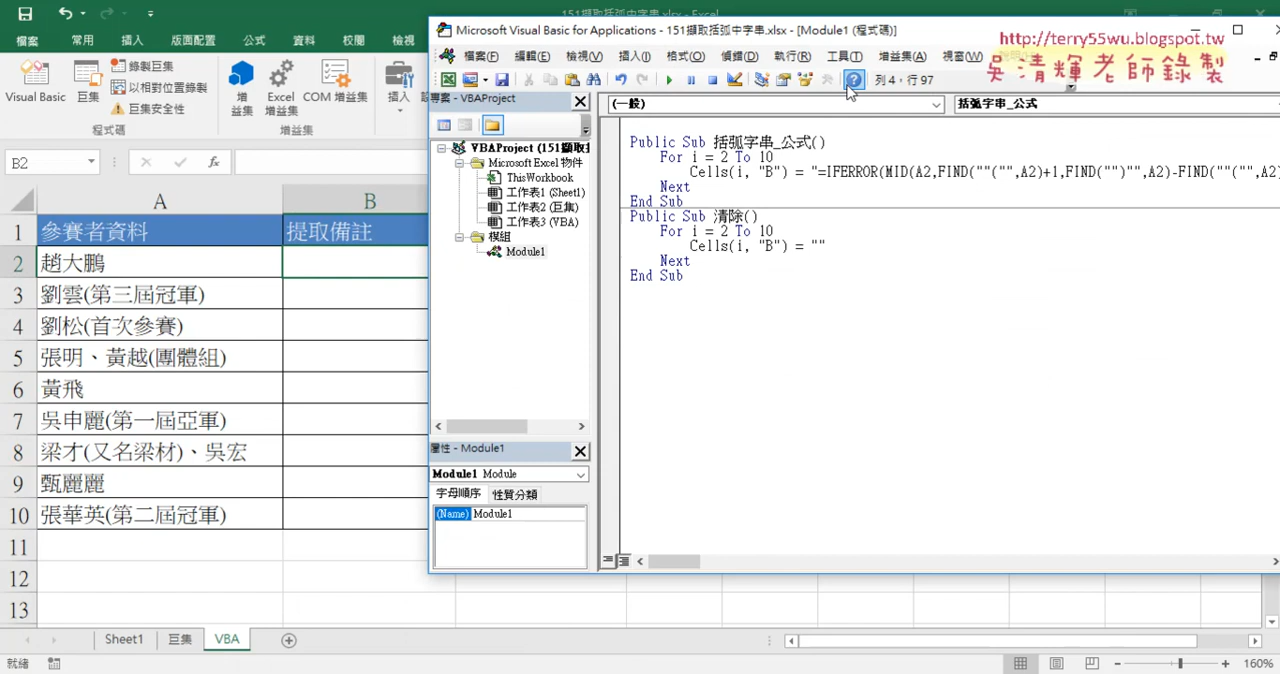 151擷取括弧中字串.xlsx - Excel
檔案 常用 插入 版面配置 公式 資料 校閱 檢視
Visual Basic 巨集 錄製巨集 以相對位置錄製 巨集安全性 程式碼
增益集 Excel 增益集 COM 增益集 增益集 插入
B2 fx
A B
1 參賽者資料 提取備註
2 趙大鵬
3 劉雲(第三屆冠軍)
4 劉松(首次參賽)
5 張明、黃越(團體組)
6 黃飛
7 吳申麗(第一屆亞軍)
8 梁才(又名梁材)、吳宏
9 甄麗麗
10 張華英(第二屆冠軍)
11
12
13
Sheet1 巨集 VBA
就緒
160%
Microsoft Visual Basic for Applications - 151擷取括弧中字串.xlsx - [Module1 (程式碼)]
http://terry55wu.blogspot.tw
吳清輝老師錄製
檔案(F) 編輯(E) 檢視(V) 插入(I) 格式(O) 偵錯(D) 執行(R) 工具(T) 增益集(A) 視窗(W)
列 4，行 97
專案 - VBAProject
VBAProject (151擷取括
Microsoft Excel 物件
ThisWorkbook
工作表1 (Sheet1)
工作表2 (巨集)
工作表3 (VBA)
模組
Module1
屬性 - Module1
Module1 Module
字母順序 性質分類
(Name) Module1
(一般) 括弧字串_公式
Public Sub 括弧字串_公式()
For i = 2 To 10
Cells(i, "B") = "=IFERROR(MID(A2,FIND(""("",A2)+1,FIND("")"",A2)-FIND(""("",A2)
Next
End Sub
Public Sub 清除()
For i = 2 To 10
Cells(i, "B") = ""
Next
End Sub